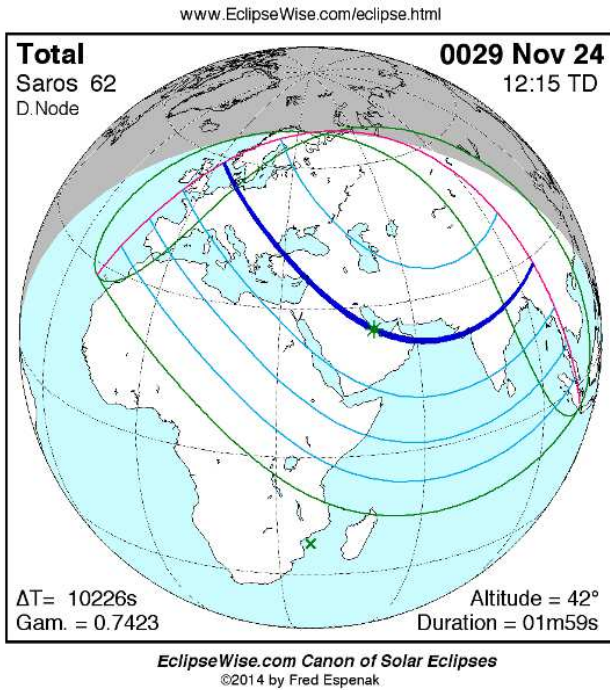 www.EclipseWise.com/eclipse.html
Total
0029 Nov 24
Saros 62
12:15 TD
D.Node
ΔT= 10226s
Altitude = 42°
Gam. = 0.7423
Duration = 01m59s
EclipseWise.com Canon of Solar Eclipses
©2014 by Fred Espenak